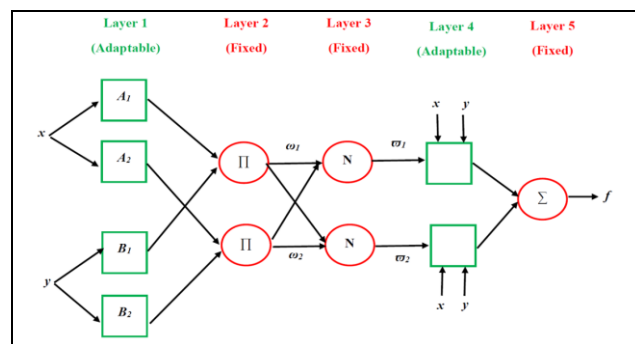 Layer 1 Layer 2 Layer 3 Layer 4 Layer 5
(Adaptable) (Fixed) (Fixed) (Adaptable) (Fixed)
A1
x y
x
ω1 ϖ1
A2 Π N
Σ f
B1 Π N
ω2 ϖ2
y
B2
x y